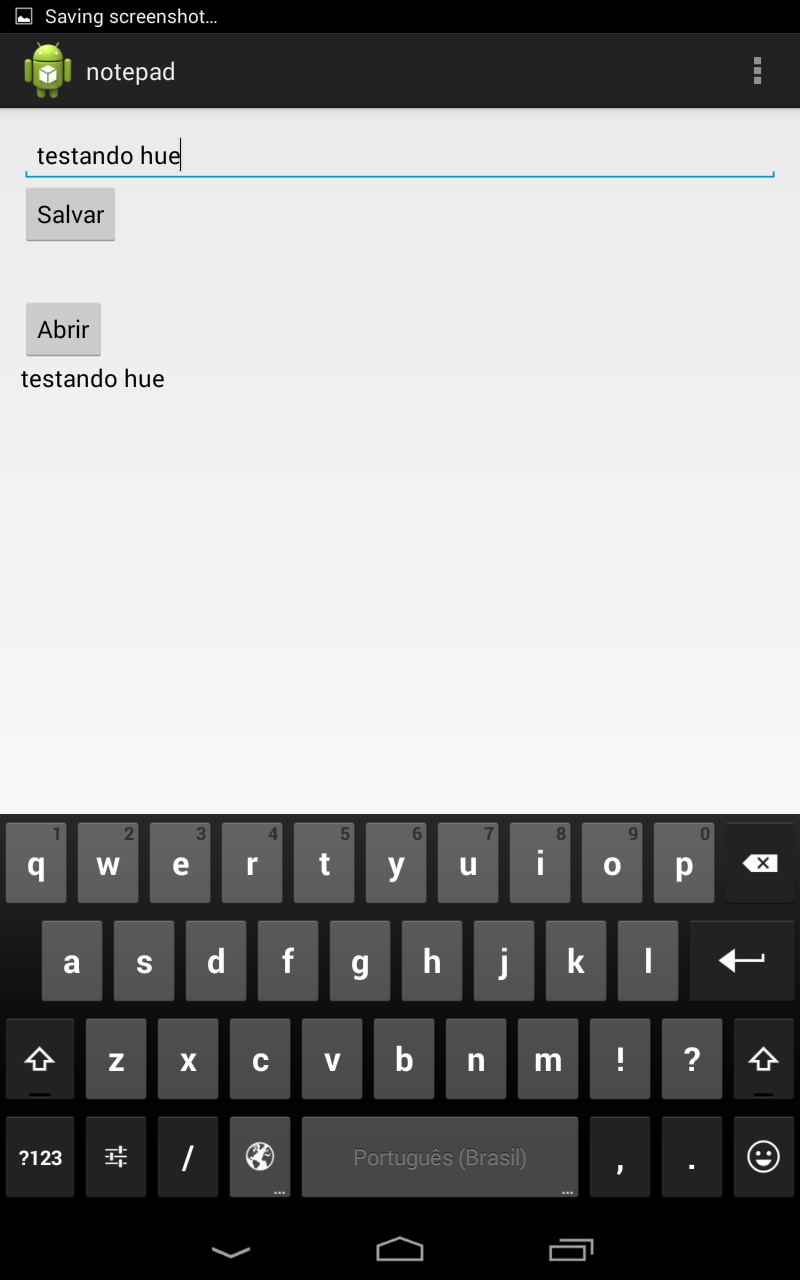 Saving screenshot...
notepad
testando hue
Salvar
Abrir
testando hue
1 2 3 4 5 6 7 8 9 0
q w e r t y u i o p
a s d f g h j k l
z x c v b n m ! ?
?123 / Português (Brasil) , .